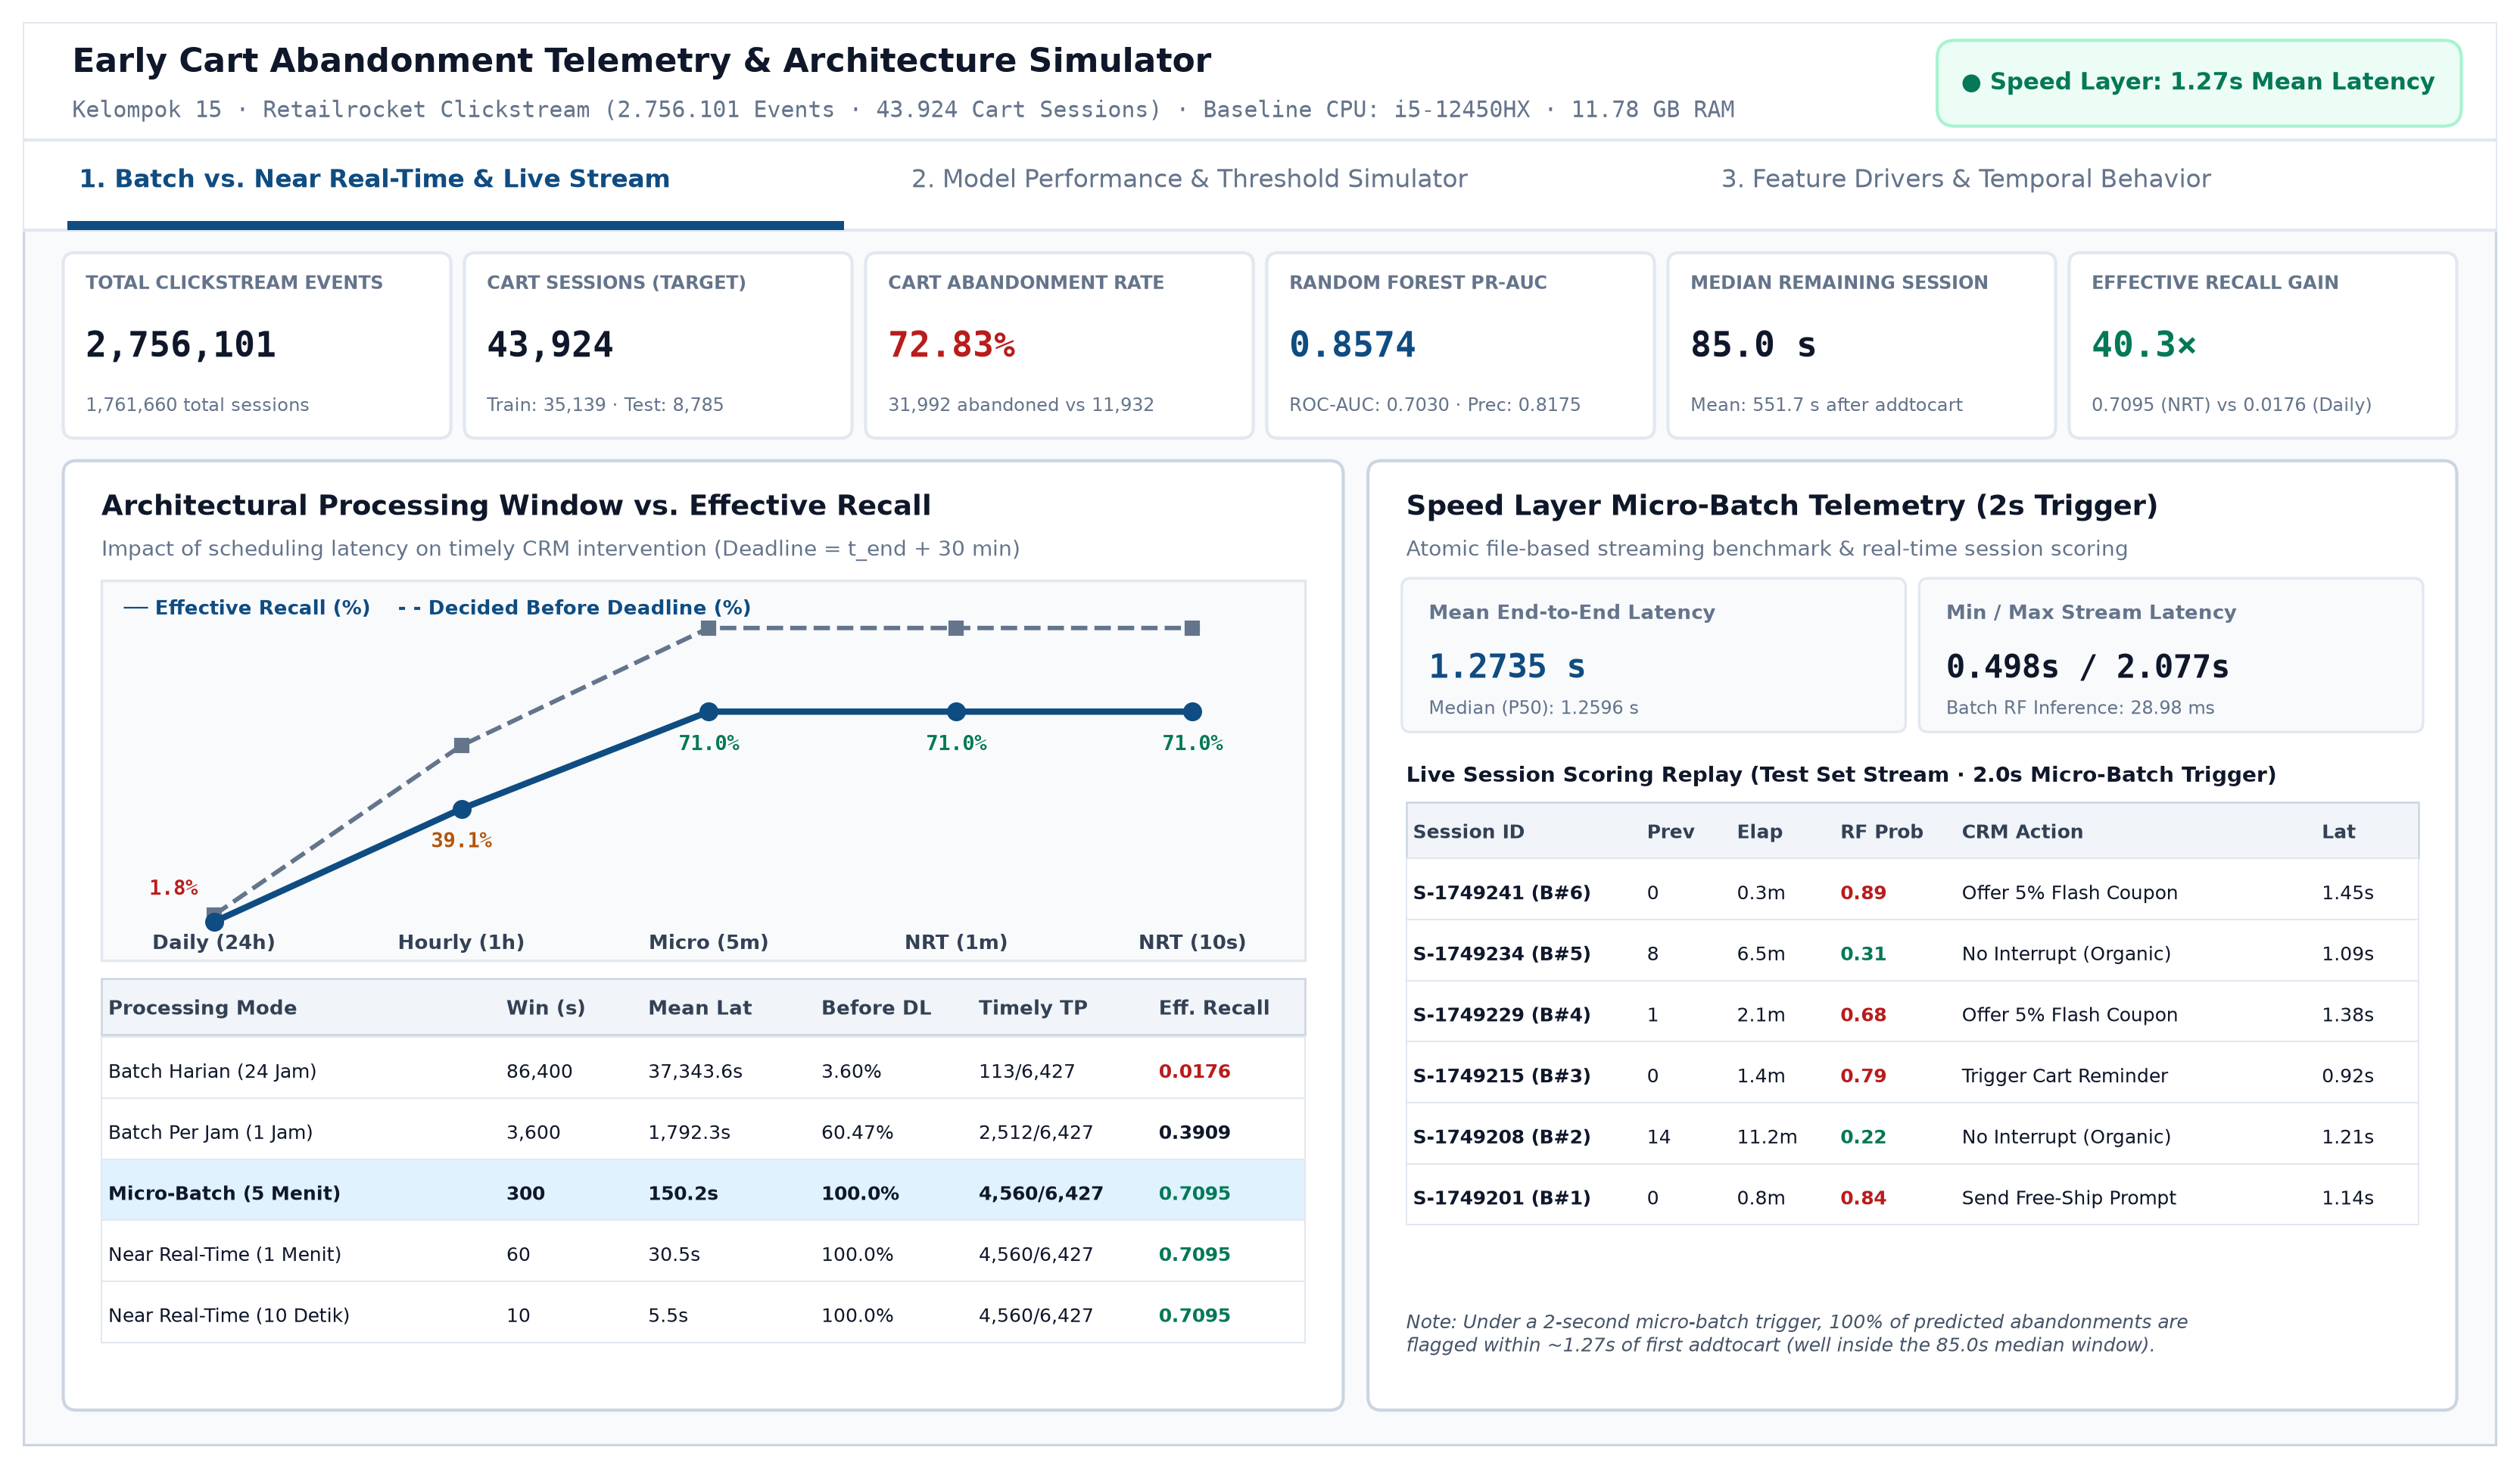 Early Cart Abandonment Telemetry & Architecture Simulator
Kelompok 15 · Retailrocket Clickstream (2.756.101 Events · 43.924 Cart Sessions) · Baseline CPU: i5-12450HX · 11.78 GB RAM
● Speed Layer: 1.27s Mean Latency
1. Batch vs. Near Real-Time & Live Stream
2. Model Performance & Threshold Simulator
3. Feature Drivers & Temporal Behavior
TOTAL CLICKSTREAM EVENTS
2,756,101
1,761,660 total sessions
CART SESSIONS (TARGET)
43,924
Train: 35,139 · Test: 8,785
CART ABANDONMENT RATE
72.83%
31,992 abandoned vs 11,932
RANDOM FOREST PR-AUC
0.8574
ROC-AUC: 0.7030 · Prec: 0.8175
MEDIAN REMAINING SESSION
85.0 s
Mean: 551.7 s after addtocart
EFFECTIVE RECALL GAIN
40.3×
0.7095 (NRT) vs 0.0176 (Daily)
Architectural Processing Window vs. Effective Recall
Impact of scheduling latency on timely CRM intervention (Deadline = t_end + 30 min)
— Effective Recall (%) - - Decided Before Deadline (%)
71.0% 71.0% 71.0%
39.1%
1.8%
Daily (24h) Hourly (1h) Micro (5m) NRT (1m) NRT (10s)
Processing Mode Win (s) Mean Lat Before DL Timely TP Eff. Recall
Batch Harian (24 Jam) 86,400 37,343.6s 3.60% 113/6,427 0.0176
Batch Per Jam (1 Jam) 3,600 1,792.3s 60.47% 2,512/6,427 0.3909
Micro-Batch (5 Menit) 300 150.2s 100.0% 4,560/6,427 0.7095
Near Real-Time (1 Menit) 60 30.5s 100.0% 4,560/6,427 0.7095
Near Real-Time (10 Detik) 10 5.5s 100.0% 4,560/6,427 0.7095
Speed Layer Micro-Batch Telemetry (2s Trigger)
Atomic file-based streaming benchmark & real-time session scoring
Mean End-to-End Latency
1.2735 s
Median (P50): 1.2596 s
Min / Max Stream Latency
0.498s / 2.077s
Batch RF Inference: 28.98 ms
Live Session Scoring Replay (Test Set Stream · 2.0s Micro-Batch Trigger)
Session ID Prev Elap RF Prob CRM Action Lat
S-1749241 (B#6) 0 0.3m 0.89 Offer 5% Flash Coupon 1.45s
S-1749234 (B#5) 8 6.5m 0.31 No Interrupt (Organic) 1.09s
S-1749229 (B#4) 1 2.1m 0.68 Offer 5% Flash Coupon 1.38s
S-1749215 (B#3) 0 1.4m 0.79 Trigger Cart Reminder 0.92s
S-1749208 (B#2) 14 11.2m 0.22 No Interrupt (Organic) 1.21s
S-1749201 (B#1) 0 0.8m 0.84 Send Free-Ship Prompt 1.14s
Note: Under a 2-second micro-batch trigger, 100% of predicted abandonments are
flagged within ~1.27s of first addtocart (well inside the 85.0s median window).